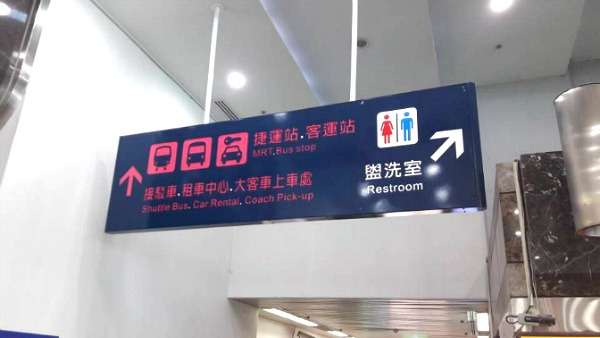 捷運站.客運站
MRT.Bus stop
接駁車.租車中心.大客車上車處
Shuttle Bus. Car Rental. Coach Pick-up
盥洗室
Restroom